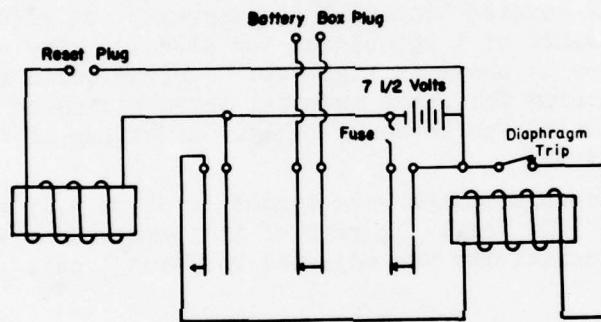 Battery Box Plug
Reset Plug
7 1/2 Volts
Fuse
Diaphragm
Trip